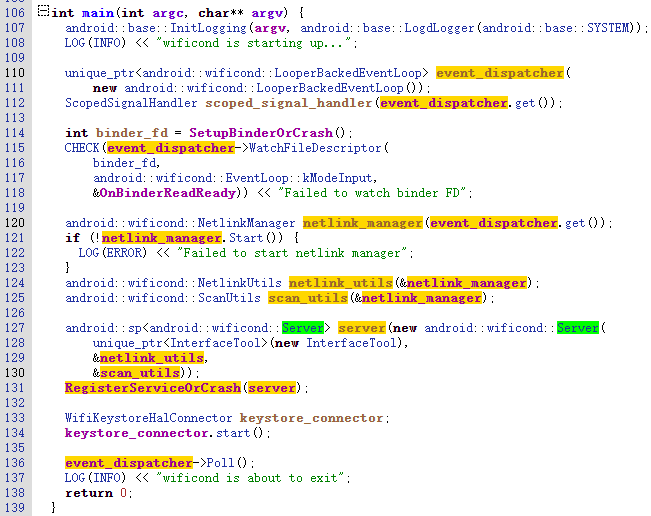 106 int main(int argc, char** argv) {
107 android::base::InitLogging(argv, android::base::LogdLogger(android::base::SYSTEM));
108 LOG(INFO) << "wificond is starting up...";
109
110 unique_ptr<android::wificond::LooperBackedEventLoop> event_dispatcher(
111 new android::wificond::LooperBackedEventLoop());
112 ScopedSignalHandler scoped_signal_handler(event_dispatcher.get());
113
114 int binder_fd = SetupBinderOrCrash();
115 CHECK(event_dispatcher->WatchFileDescriptor(
116 binder_fd,
117 android::wificond::EventLoop::kModeInput,
118 &OnBinderReadReady)) << "Failed to watch binder FD";
119
120 android::wificond::NetlinkManager netlink_manager(event_dispatcher.get());
121 if (!netlink_manager.Start()) {
122 LOG(ERROR) << "Failed to start netlink manager";
123 }
124 android::wificond::NetlinkUtils netlink_utils(&netlink_manager);
125 android::wificond::ScanUtils scan_utils(&netlink_manager);
126
127 android::sp<android::wificond::Server> server(new android::wificond::Server(
128 unique_ptr<InterfaceTool>(new InterfaceTool),
129 &netlink_utils,
130 &scan_utils));
131 RegisterServiceOrCrash(server);
132
133 WifiKeystoreHalConnector keystore_connector;
134 keystore_connector.start();
135
136 event_dispatcher->Poll();
137 LOG(INFO) << "wificond is about to exit";
138 return 0;
139 }